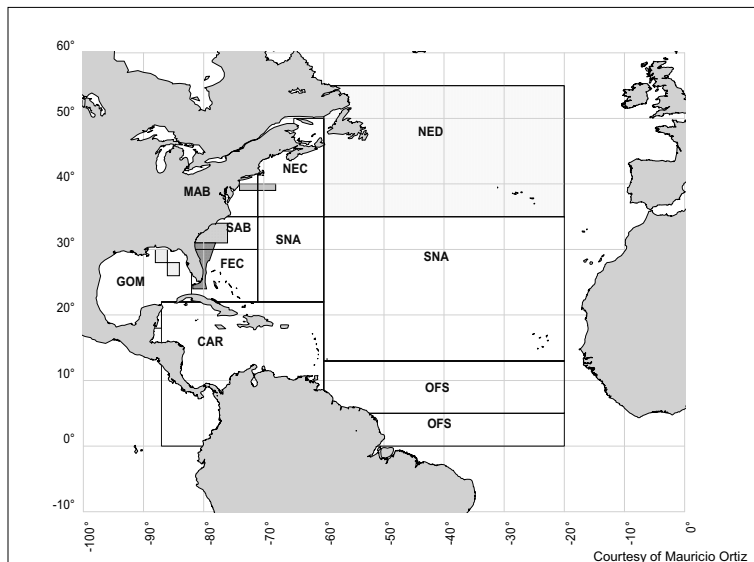 60°
50°
40°
30°
20°
10°
0°
-10°
NED
NEC
MAB
SAB
SNA
FEC
SNA
GOM
CAR
OFS
OFS
-100°
-90°
-80°
-70°
-60°
-50°
-40°
-30°
-20°
-10°
0°
Courtesy of Mauricio Ortiz